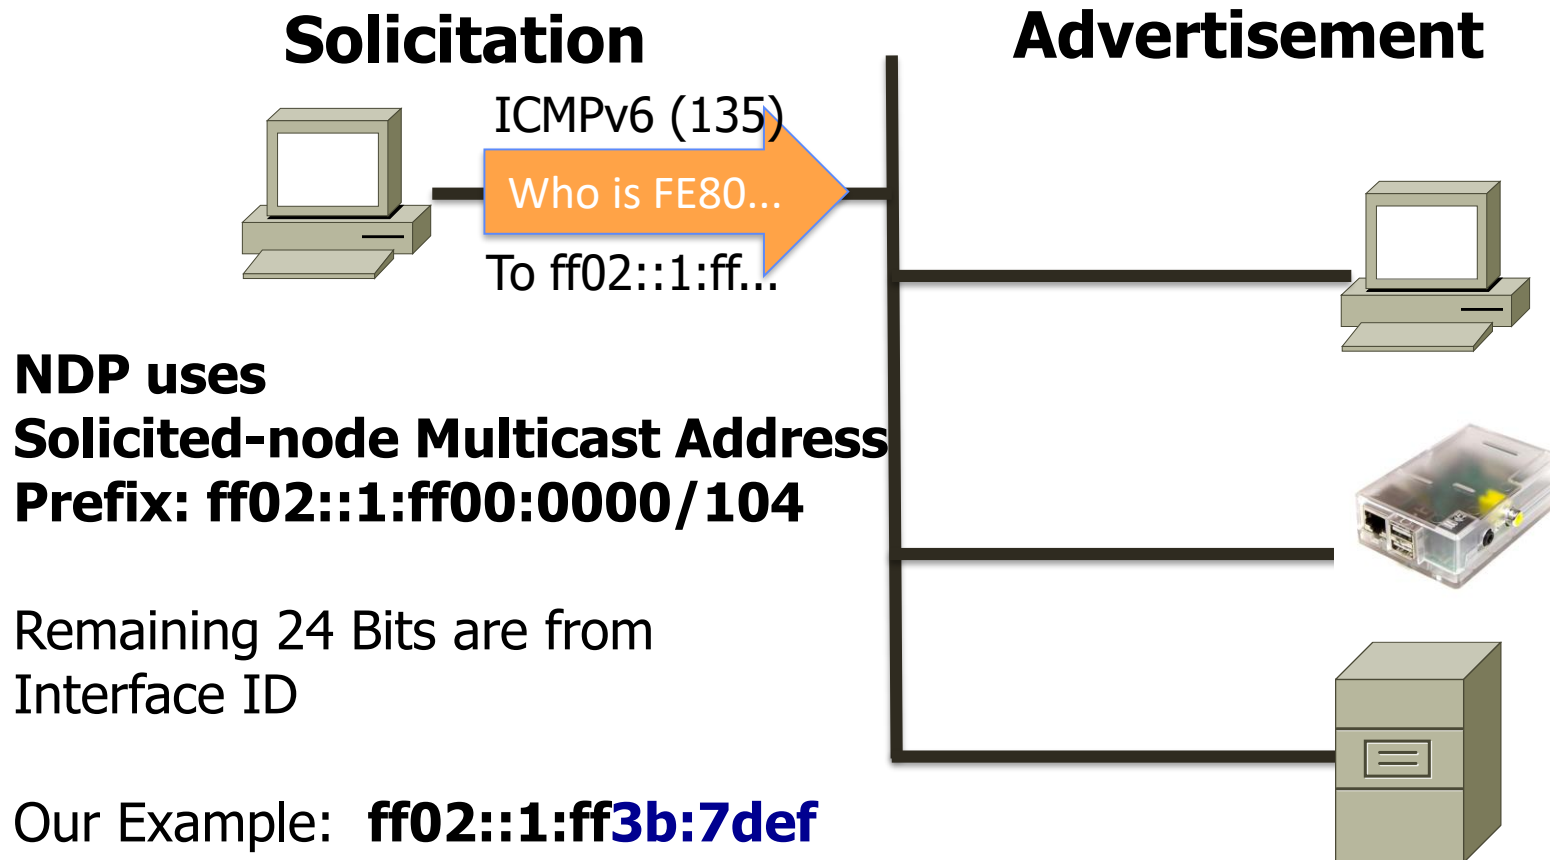 Solicitation
Advertisement
ICMPv6 (135)
Who is FE80...
To ff02::1:ff...
NDP uses
Solicited-node Multicast Address
Prefix: ff02::1:ff00:0000/104
Remaining 24 Bits are from
Interface ID
Our Example: ff02::1:ff3b:7def